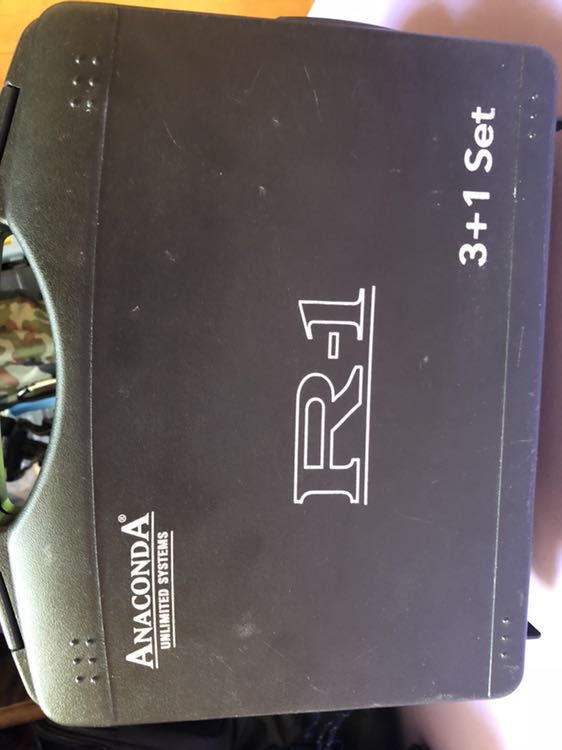 ANACONDA®
UNLIMITED SYSTEMS
R-1
3+1 Set